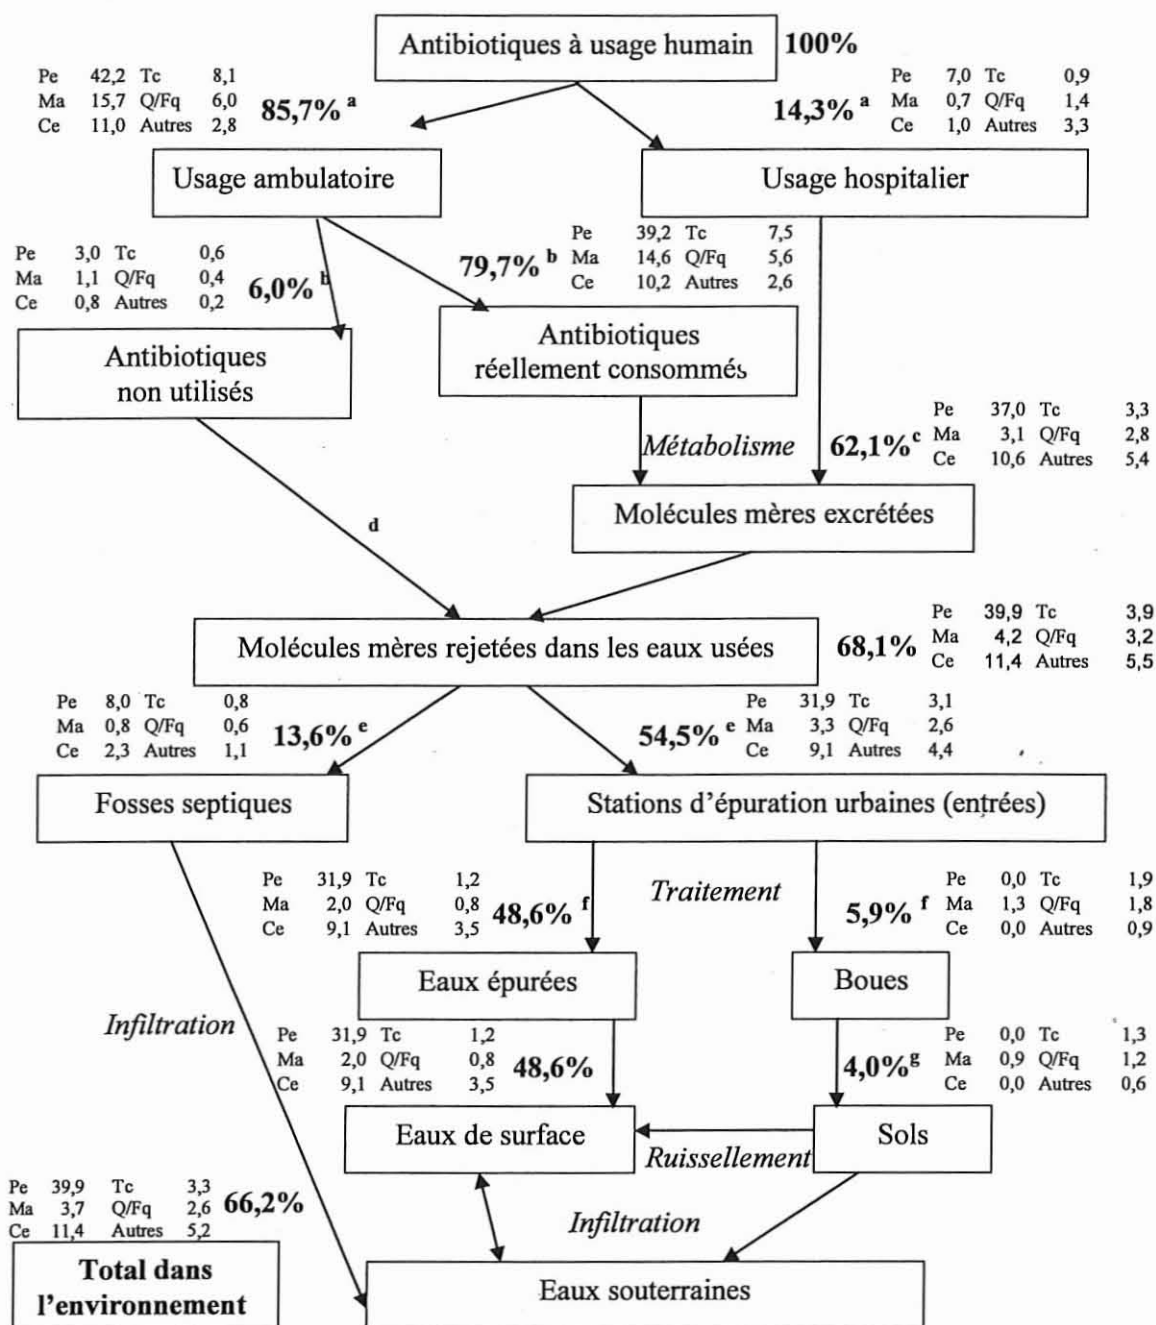 Antibiotiques à usage humain 100%
Pe 42,2 Tc 8,1
Ma 15,7 Q/Fq 6,0
Ce 11,0 Autres 2,8
85,7% a
14,3% a
Pe 7,0 Tc 0,9
Ma 0,7 Q/Fq 1,4
Ce 1,0 Autres 3,3
Usage ambulatoire
Usage hospitalier
Pe 3,0 Tc 0,6
Ma 1,1 Q/Fq 0,4
Ce 0,8 Autres 0,2
6,0% b
79,7% b
Pe 39,2 Tc 7,5
Ma 14,6 Q/Fq 5,6
Ce 10,2 Autres 2,6
Antibiotiques
non utilisés
Antibiotiques
réellement consommés
Métabolisme
62,1% c
Pe 37,0 Tc 3,3
Ma 3,1 Q/Fq 2,8
Ce 10,6 Autres 5,4
Molécules mères excrétées
d
Molécules mères rejetées dans les eaux usées
68,1%
Pe 39,9 Tc 3,9
Ma 4,2 Q/Fq 3,2
Ce 11,4 Autres 5,5
Pe 8,0 Tc 0,8
Ma 0,8 Q/Fq 0,6
Ce 2,3 Autres 1,1
13,6% e
54,5% e
Pe 31,9 Tc 3,1
Ma 3,3 Q/Fq 2,6
Ce 9,1 Autres 4,4
Fosses septiques
Stations d'épuration urbaines (entrées)
Pe 31,9 Tc 1,2
Ma 2,0 Q/Fq 0,8
Ce 9,1 Autres 3,5
48,6% f
Traitement
5,9% f
Pe 0,0 Tc 1,9
Ma 1,3 Q/Fq 1,8
Ce 0,0 Autres 0,9
Eaux épurées
Boues
Infiltration
Pe 31,9 Tc 1,2
Ma 2,0 Q/Fq 0,8
Ce 9,1 Autres 3,5
48,6%
4,0% g
Pe 0,0 Tc 1,3
Ma 0,9 Q/Fq 1,2
Ce 0,0 Autres 0,6
Eaux de surface
Sols
Ruissellement
Pe 39,9 Tc 3,3
Ma 3,7 Q/Fq 2,6
Ce 11,4 Autres 5,2
66,2%
Infiltration
Total dans
l'environnement
Eaux souterraines